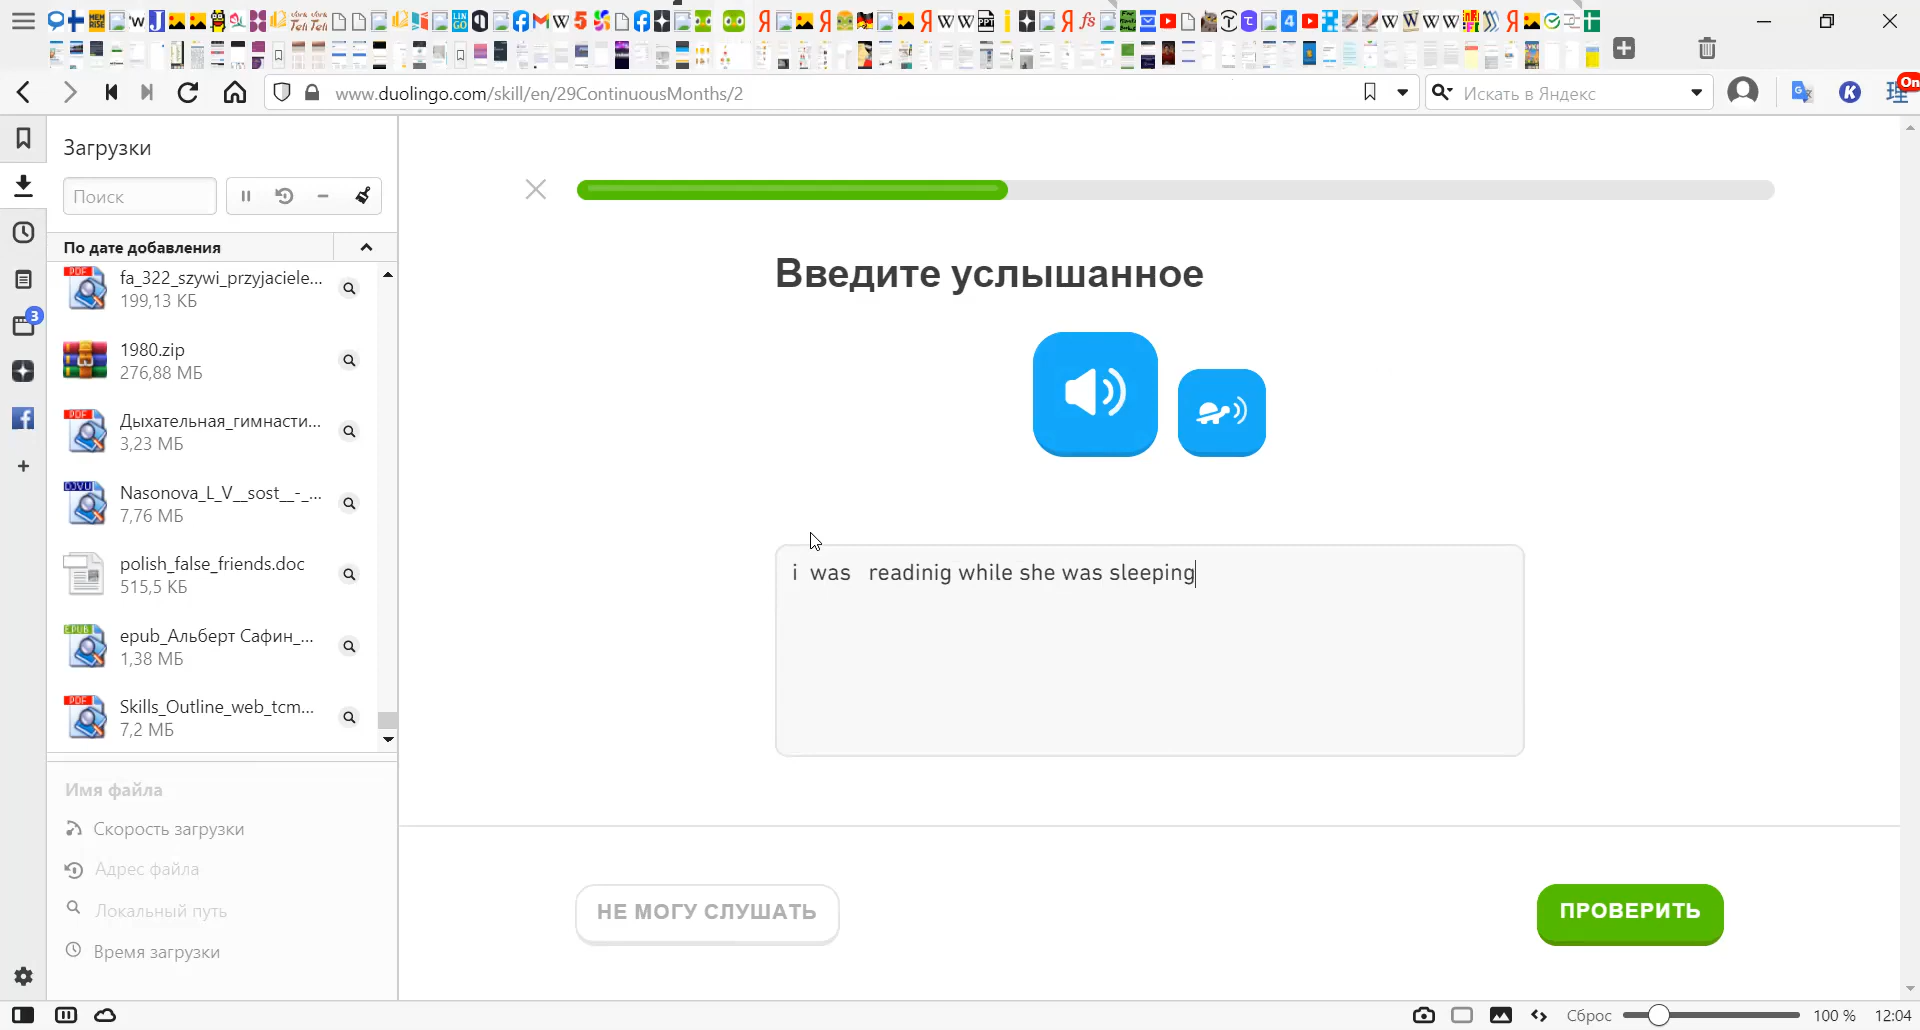 www.duolingo.com/skill/en/29ContinuousMonths/2
Искать в Яндекс
On
Загрузки
Поиск
По дате добавления
fa_322_szywi_przyjaciele...
199,13 КБ
1980.zip
276,88 МБ
Дыхательная_гимнасти...
3,23 МБ
Nasonova_L_V__sost__-_...
7,76 МБ
polish_false_friends.doc
515,5 КБ
epub_Альберт Сафин_...
1,38 МБ
Skills_Outline_web_tcm...
7,2 МБ
3
Имя файла
Скорость загрузки
Адрес файла
Локальный путь
Время загрузки
Введите услышанное
i was readinig while she was sleeping
НЕ МОГУ СЛУШАТЬ
ПРОВЕРИТЬ
Сброс
100 %
12:04